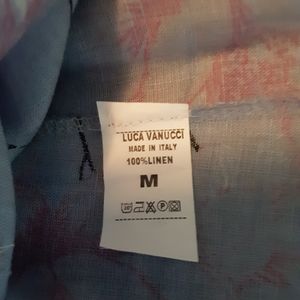 LUCA VANUCCI
MADE IN ITALY
100%LINEN
M